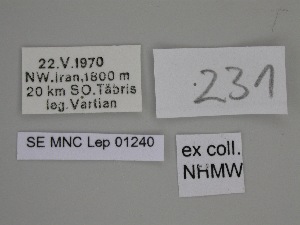 22.V.1970
NW.Iran,1800 m
20 km SO.Täbris
leg.Vartian
231
SE MNC Lep 01240
ex coll.
NHMW